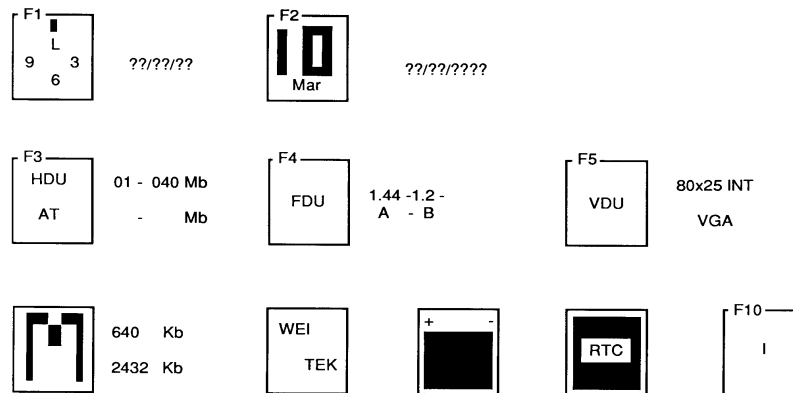 F1
L
9 3
6
??/??/??
F2
10
Mar
??/??/????
F3
HDU
AT
01 - 040 Mb
- Mb
F4
FDU
1.44 -1.2 -
A - B
F5
VDU
80x25 INT
VGA
M
640 Kb
2432 Kb
WEI
TEK
+ -
RTC
F10
I